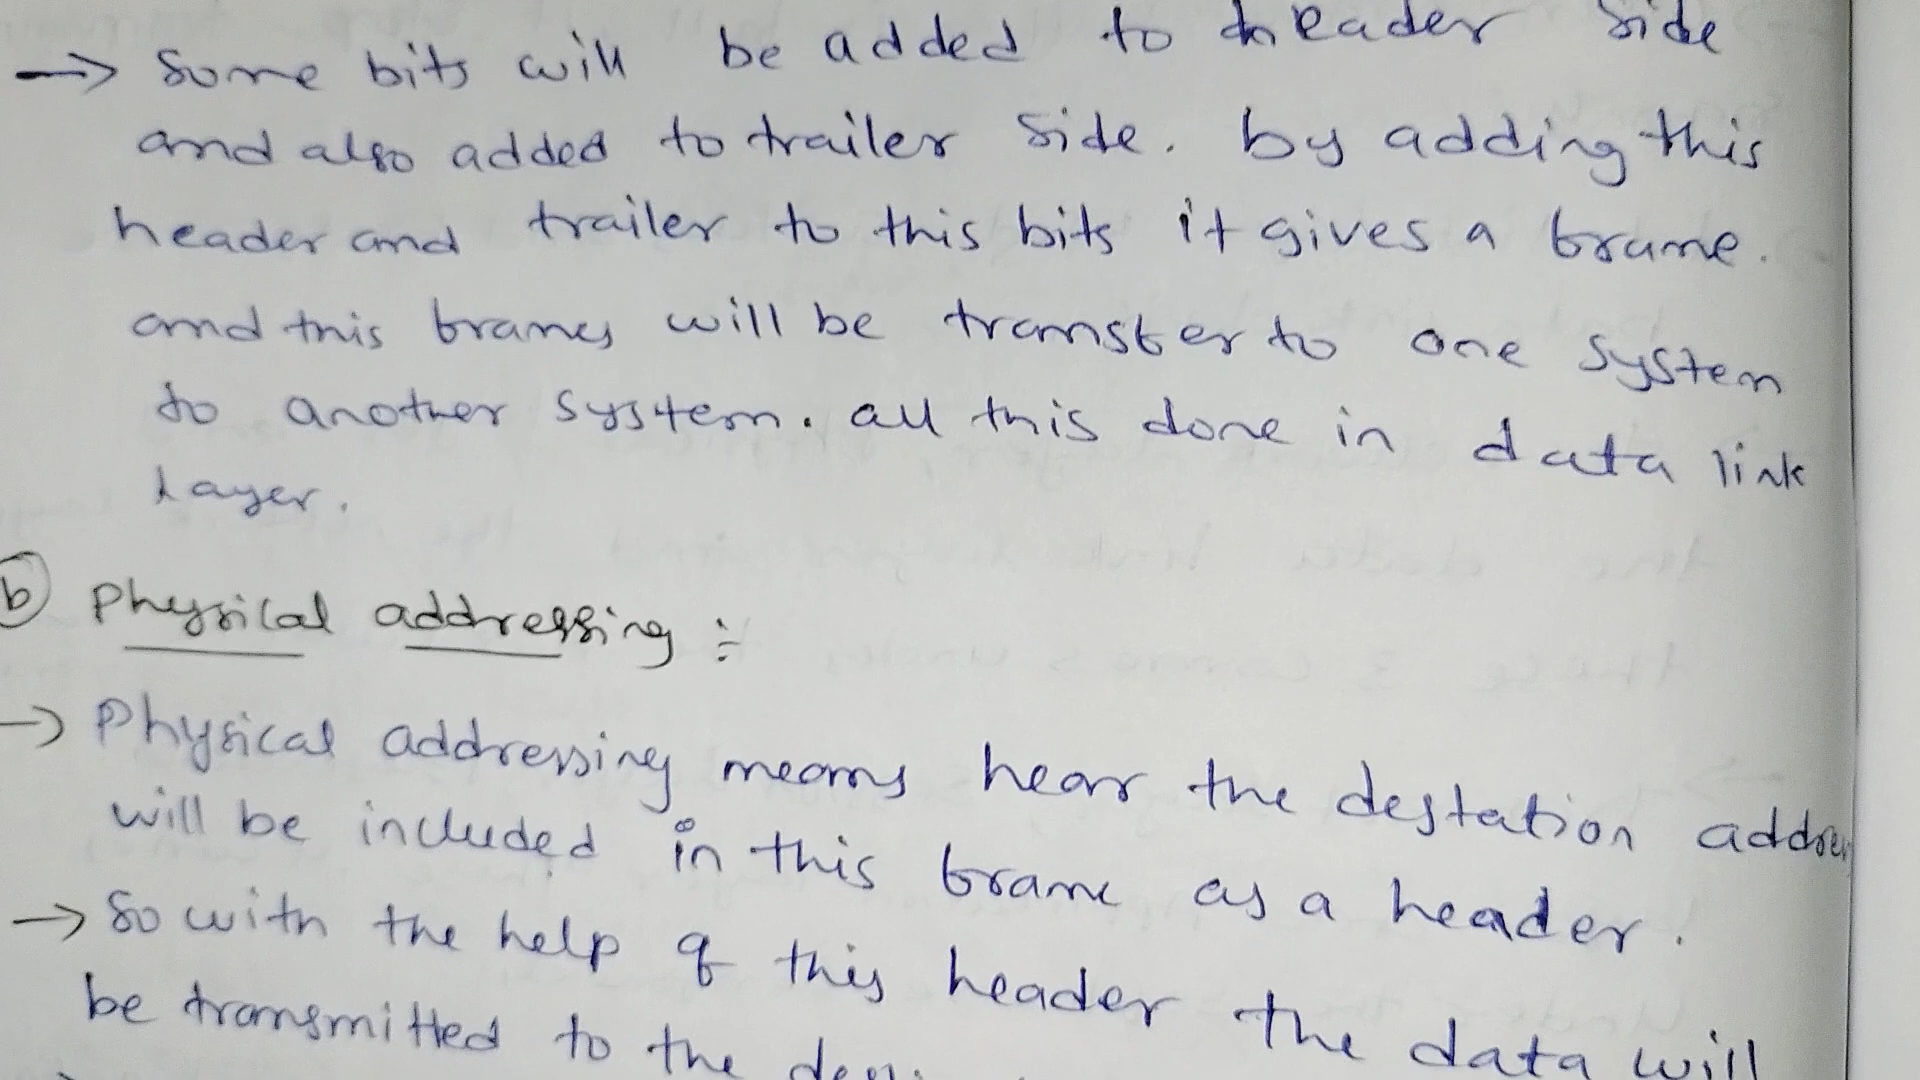 → Some bits will be added to header side
and also added to trailer side. by adding this
header and trailer to this bits it gives a frame.
and this frames will be transfer to one system
to another system. all this done in data link
Layer.
ⓑ Physical addressing :-
→ Physical addressing means hear the destation addres
will be included in this frame as a header.
→ So with the help of this header the data will
be transmitted to the